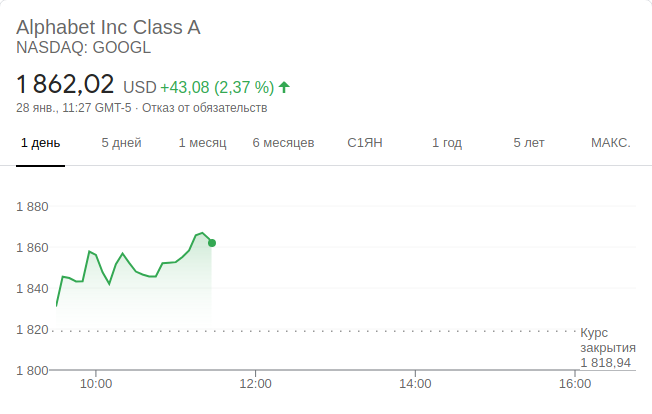 Alphabet Inc Class A
NASDAQ: GOOGL
1 862,02 USD +43,08 (2,37 %)
28 янв., 11:27 GMT-5 · Отказ от обязательств
1 день 5 дней 1 месяц 6 месяцев С1ЯН 1 год 5 лет МАКС.
1 880
1 860
1 840
1 820
Курс
закрытия
1 818,94
1 800
10:00 12:00 14:00 16:00